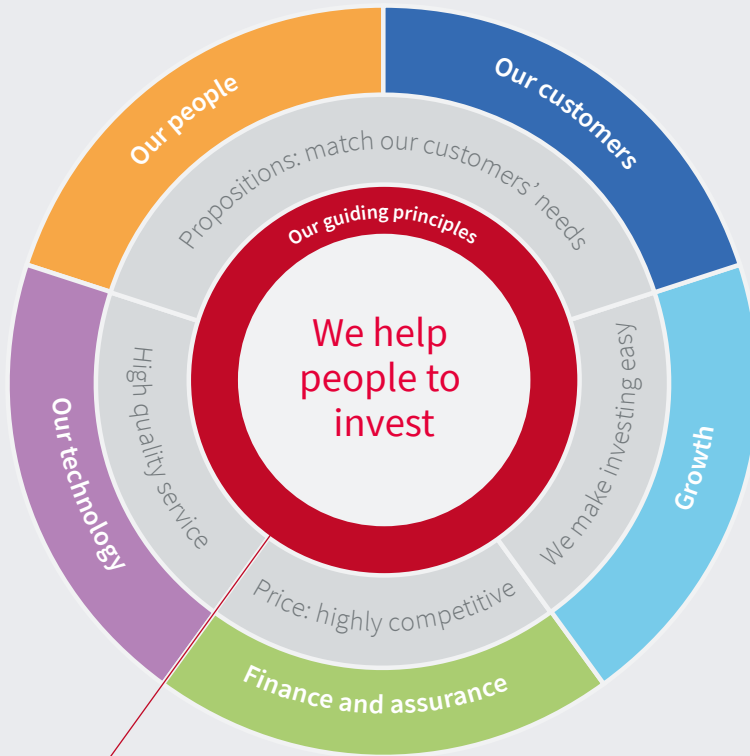 Our people
Our customers
Propositions: match our customers’ needs
Our guiding principles
We help
people to
invest
High quality service
We make investing easy
Our technology
Growth
Price: highly competitive
Finance and assurance